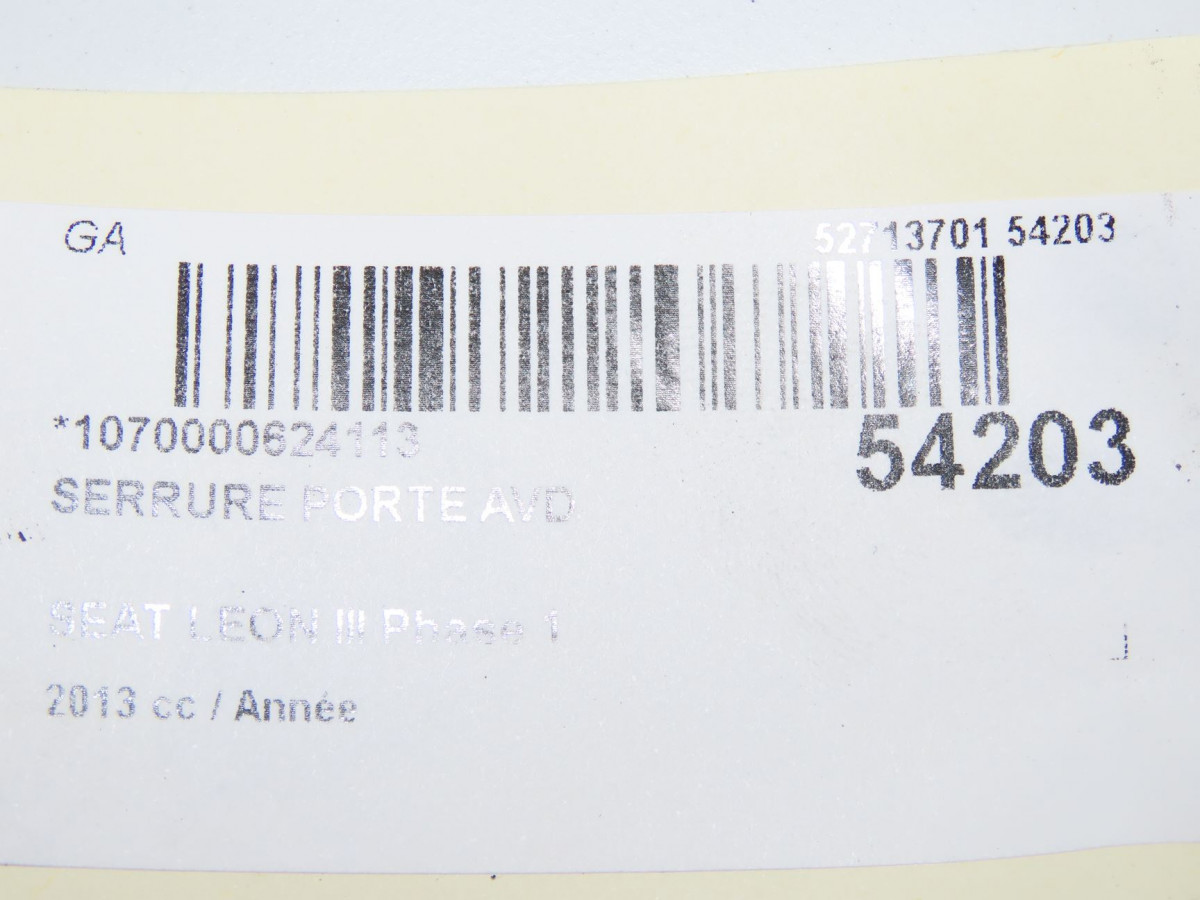 GA
52713701 54203
*1070000624113
54203
SERRURE PORTE AVD
SEAT LEON III Phase 1
2013 cc / Année